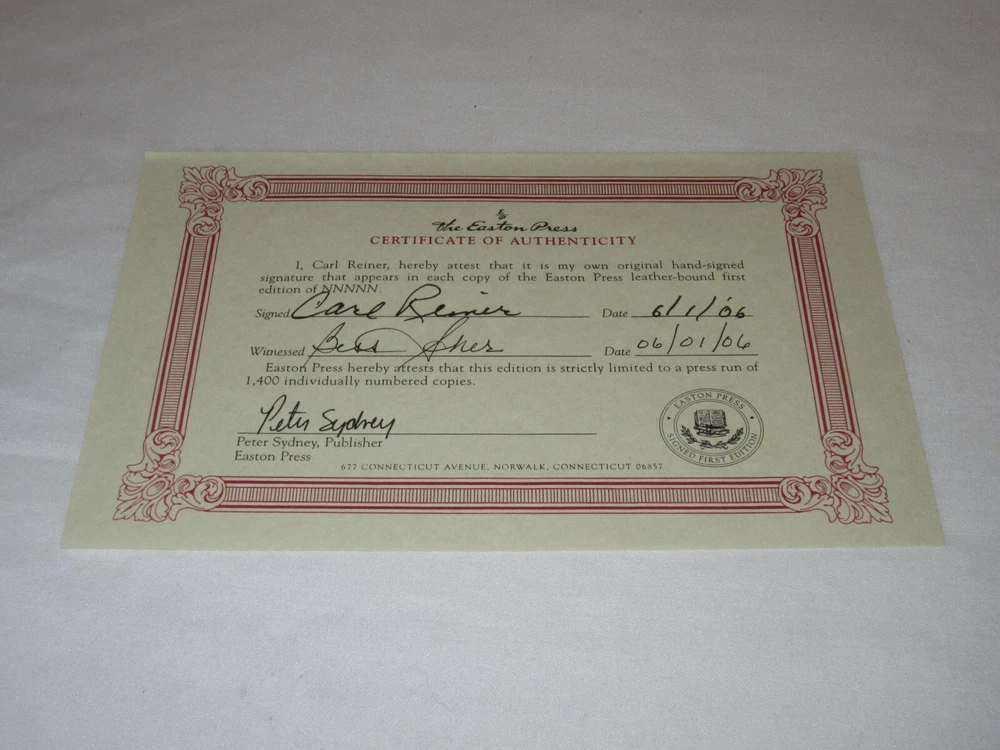 The Easton Press
CERTIFICATE OF AUTHENTICITY
I, Carl Reiner, hereby attest that it is my own original hand-signed
signature that appears in each copy of the Easton Press leather-bound first
edition of NNNNN.
Signed Carl Reiner Date 6/1/06
Witnessed Bess Scher Date 06/01/06
Easton Press hereby attests that this edition is strictly limited to a press run of
1,400 individually numbered copies.
Peter Sydney
Peter Sydney, Publisher
Easton Press
677 CONNECTICUT AVENUE, NORWALK, CONNECTICUT 06857
EASTON PRESS
SIGNED FIRST EDITION